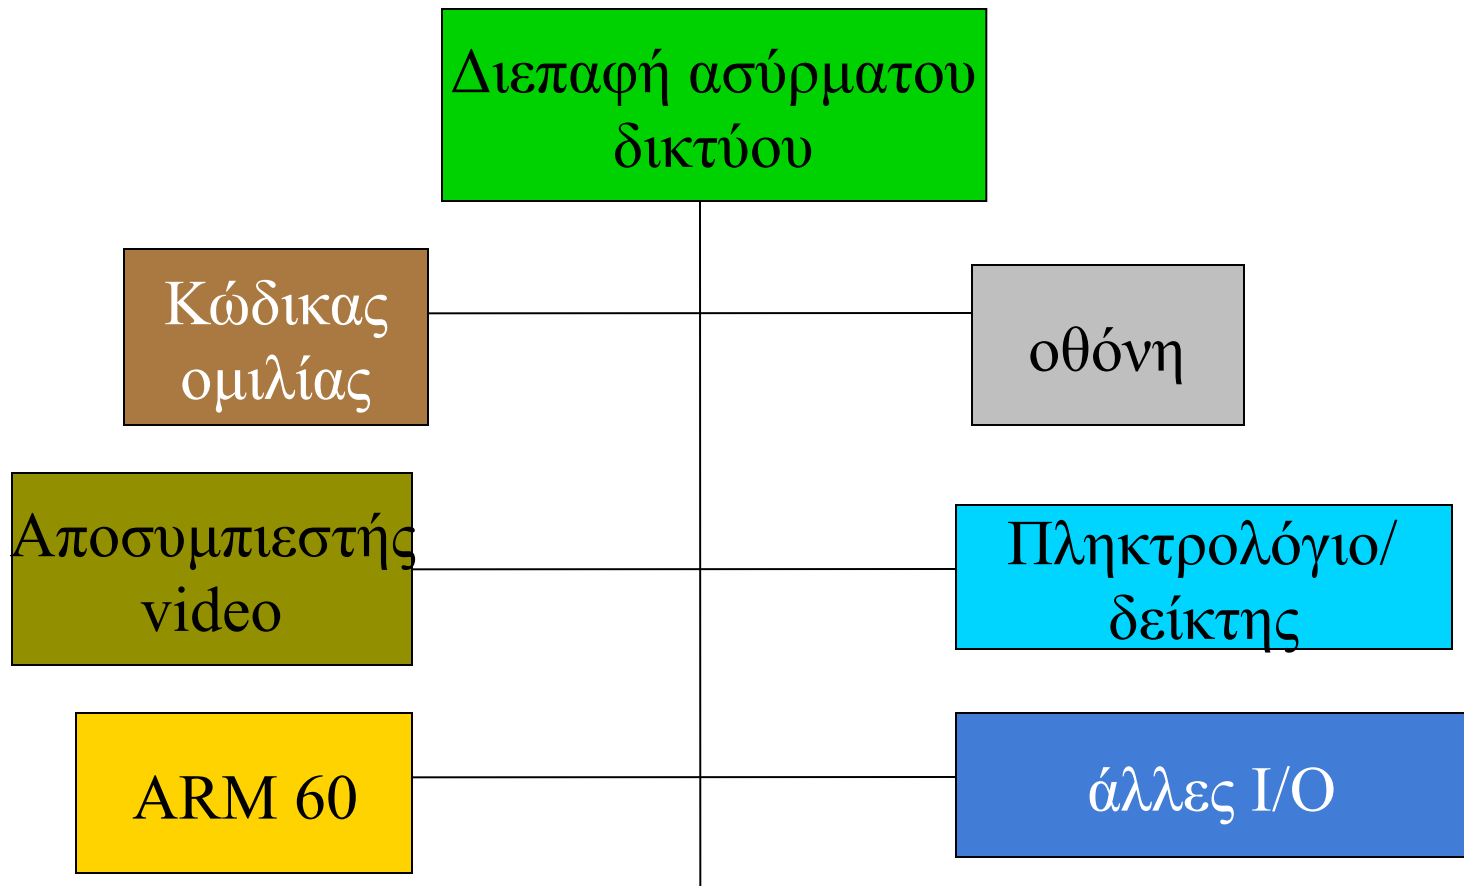 Διεπαφή ασύρματου
δικτύου
Κώδικας
ομιλίας
οθόνη
Αποσυμπιεστής
video
Πληκτρολόγιο/
δείκτης
ARM 60
άλλες I/O